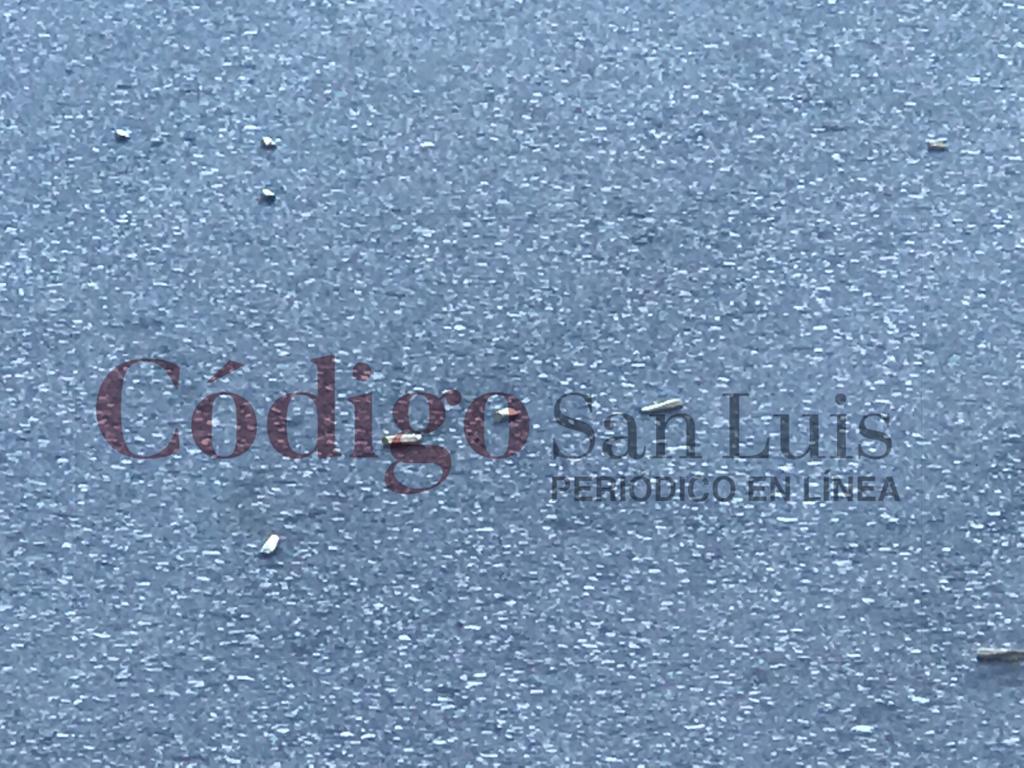 Código San Luis
PERIÓDICO EN LÍNEA